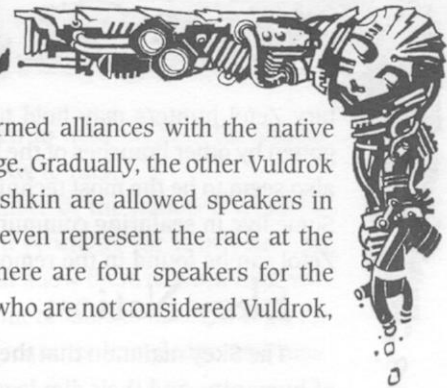 rmed alliances with the native
ge. Gradually, the other Vuldrok
shkin are allowed speakers in
even represent the race at the
here are four speakers for the
who are not considered Vuldrok,